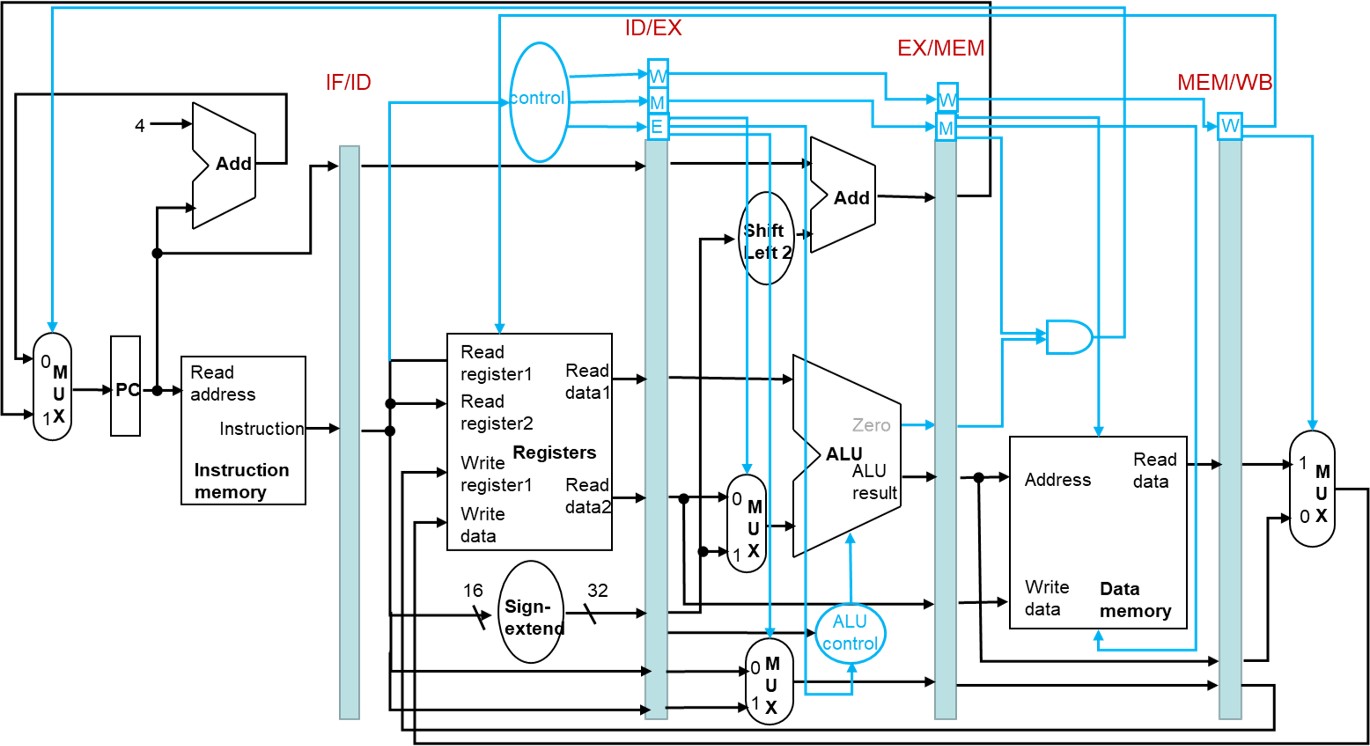 ID/EX
EX/MEM
IF/ID
MEM/WB
control
W
M
E
W
M
W
4
Add
Add
Shift
Left 2
0
M
U
1 X
PC
Read
address
Instruction
Instruction
memory
Read
register1
Read
register2
Write
register1
Write
data
Registers
Read
data1
Read
data2
0
M
U
1 X
Zero
ALU
ALU
result
Address
Read
data
Write
data
Data
memory
1
M
U
0 X
16
Sign-
extend
32
ALU
control
0
M
U
1 X